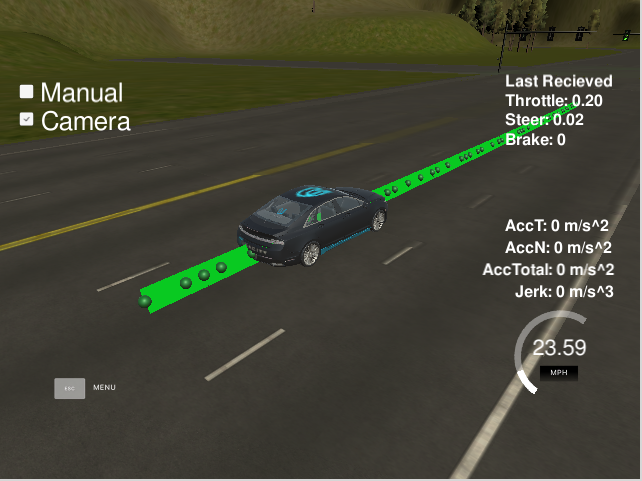 Manual
Camera
Last Recieved
Throttle: 0.20
Steer: 0.02
Brake: 0
AccT: 0 m/s^2
AccN: 0 m/s^2
AccTotal: 0 m/s^2
Jerk: 0 m/s^3
23.59
MPH
ESC
MENU